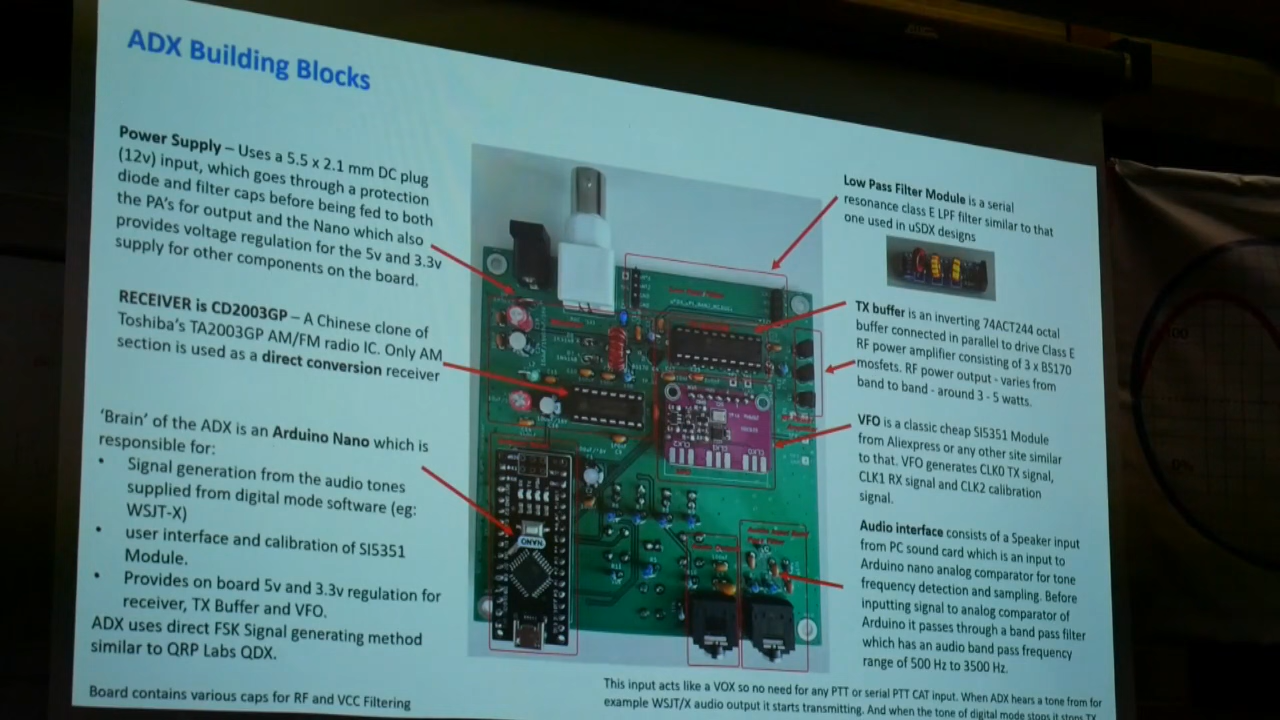 ADX Building Blocks
Power Supply – Uses a 5.5 x 2.1 mm DC plug
(12v) input, which goes through a protection
diode and filter caps before being fed to both
the PA's for output and the Nano which also
provides voltage regulation for the 5v and 3.3v
supply for other components on the board.
RECEIVER is CD2003GP – A Chinese clone of
Toshiba's TA2003GP AM/FM radio IC. Only AM
section is used as a direct conversion receiver
'Brain' of the ADX is an Arduino Nano which is
responsible for:
• Signal generation from the audio tones
supplied from digital mode software (eg:
WSJT-X)
• user interface and calibration of SI5351
Module.
• Provides on board 5v and 3.3v regulation for
receiver, TX Buffer and VFO.
ADX uses direct FSK Signal generating method
similar to QRP Labs QDX.
Board contains various caps for RF and VCC Filtering
NANO
CLK2
CLK1
CLK0
Low Pass Filter Module is a serial
resonance class E LPF filter similar to that
one used in uSDX designs
TX buffer is an inverting 74ACT244 octal
buffer connected in parallel to drive Class E
RF power amplifier consisting of 3 x BS170
mosfets. RF power output - varies from
band to band - around 3 - 5 watts.
VFO is a classic cheap SI5351 Module
from Aliexpress or any other site similar
to that. VFO generates CLK0 TX signal,
CLK1 RX signal and CLK2 calibration
signal.
Audio interface consists of a Speaker input
from PC sound card which is an input to
Arduino nano analog comparator for tone
frequency detection and sampling. Before
inputting signal to analog comparator of
Arduino it passes through a band pass filter
which has an audio band pass frequency
range of 500 Hz to 3500 Hz.
This input acts like a VOX so no need for any PTT or serial PTT CAT input. When ADX hears a tone from for
example WSJT/X audio output it starts transmitting. And when the tone of digital mode stops it stops TX